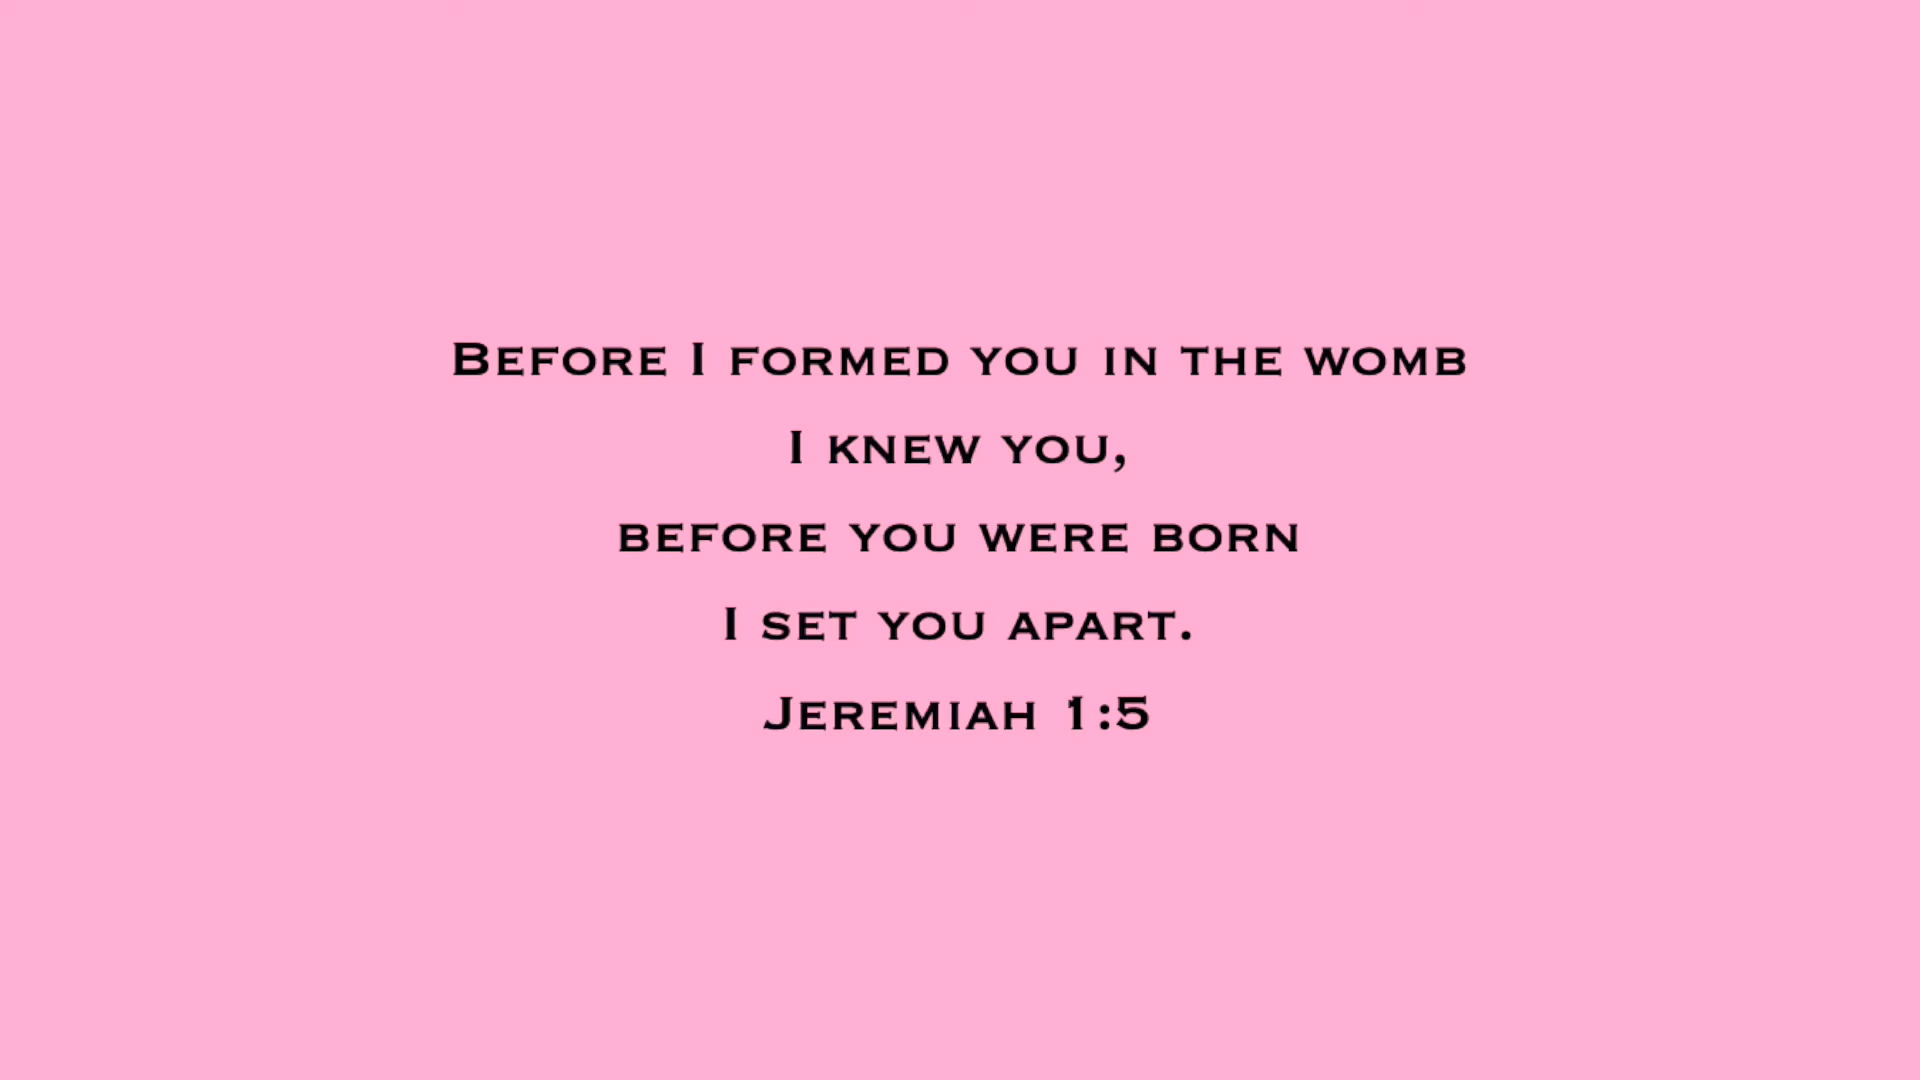 Before I formed you in the womb
I knew you,
before you were born
I set you apart.
Jeremiah 1:5